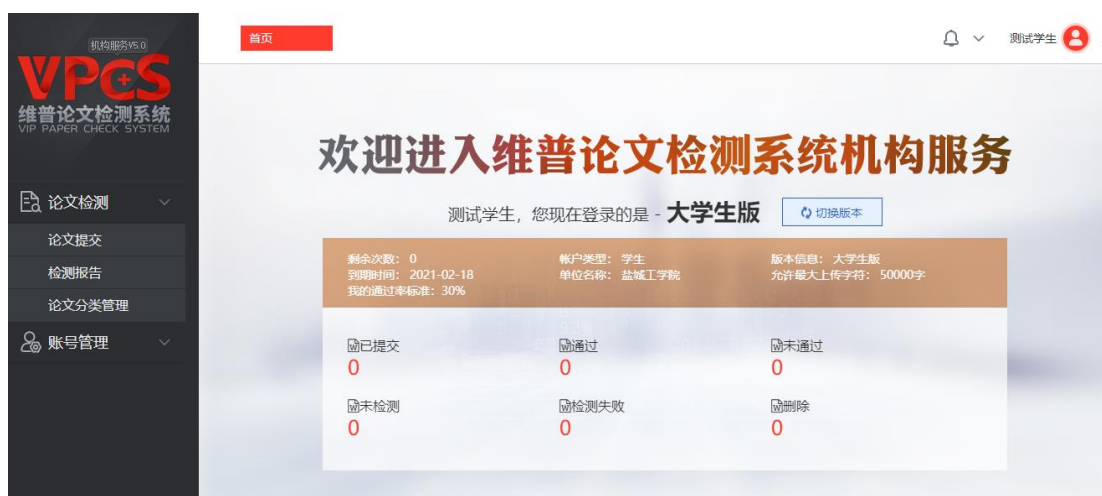 机构服务V5.0
VPCS
维普论文检测系统
VIP PAPER CHECK SYSTEM
论文检测
论文提交
检测报告
论文分类管理
账号管理
首页
测试学生
欢迎进入维普论文检测系统机构服务
测试学生，您现在登录的是 - 大学生版 切换版本
剩余次数：0 帐户类型：学生 版本信息：大学生版
到期时间：2021-02-18 单位名称：盐城工学院 允许最大上传字符：50000字
我的通过率标准：30%
已提交 通过 未通过
0 0 0
未检测 检测失败 删除
0 0 0